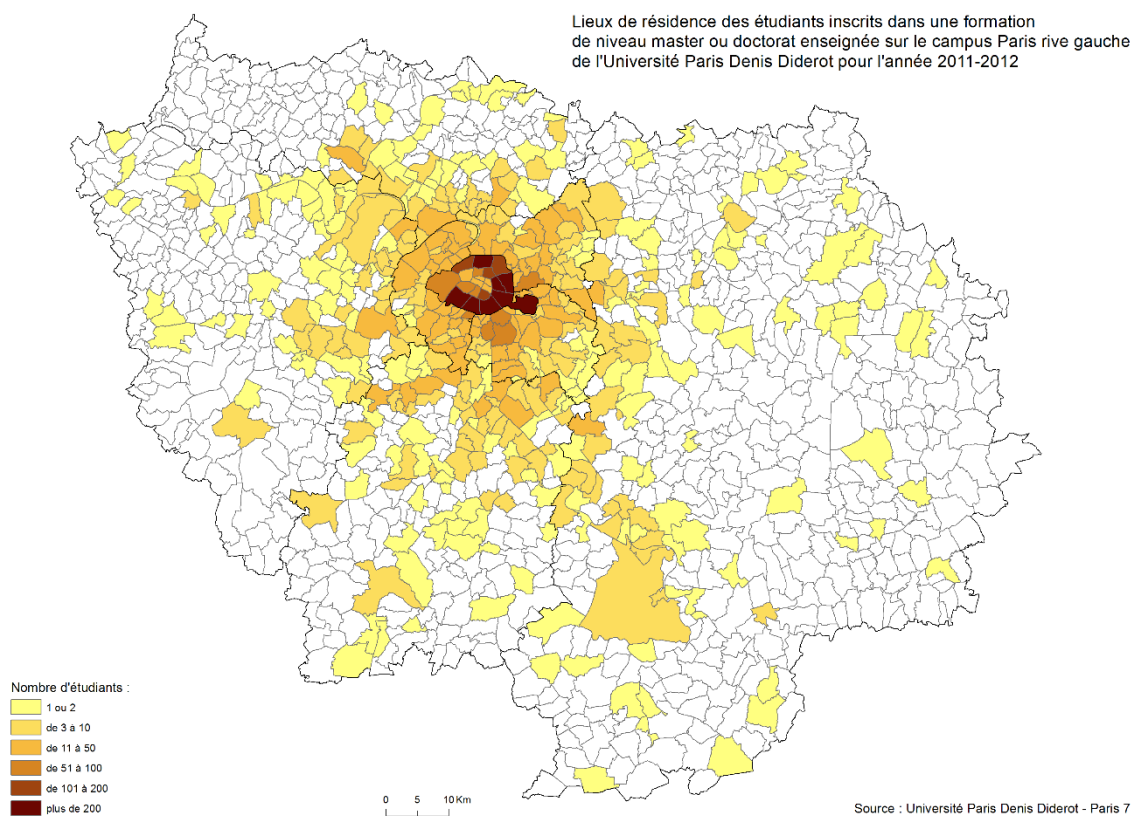 Lieux de résidence des étudiants inscrits dans une formation
de niveau master ou doctorat enseignée sur le campus Paris rive gauche
de l'Université Paris Denis Diderot pour l'année 2011-2012
Nombre d'étudiants :
1 ou 2
de 3 à 10
de 11 à 50
de 51 à 100
de 101 à 200
plus de 200
0 5 10 Km
Source : Université Paris Denis Diderot - Paris 7